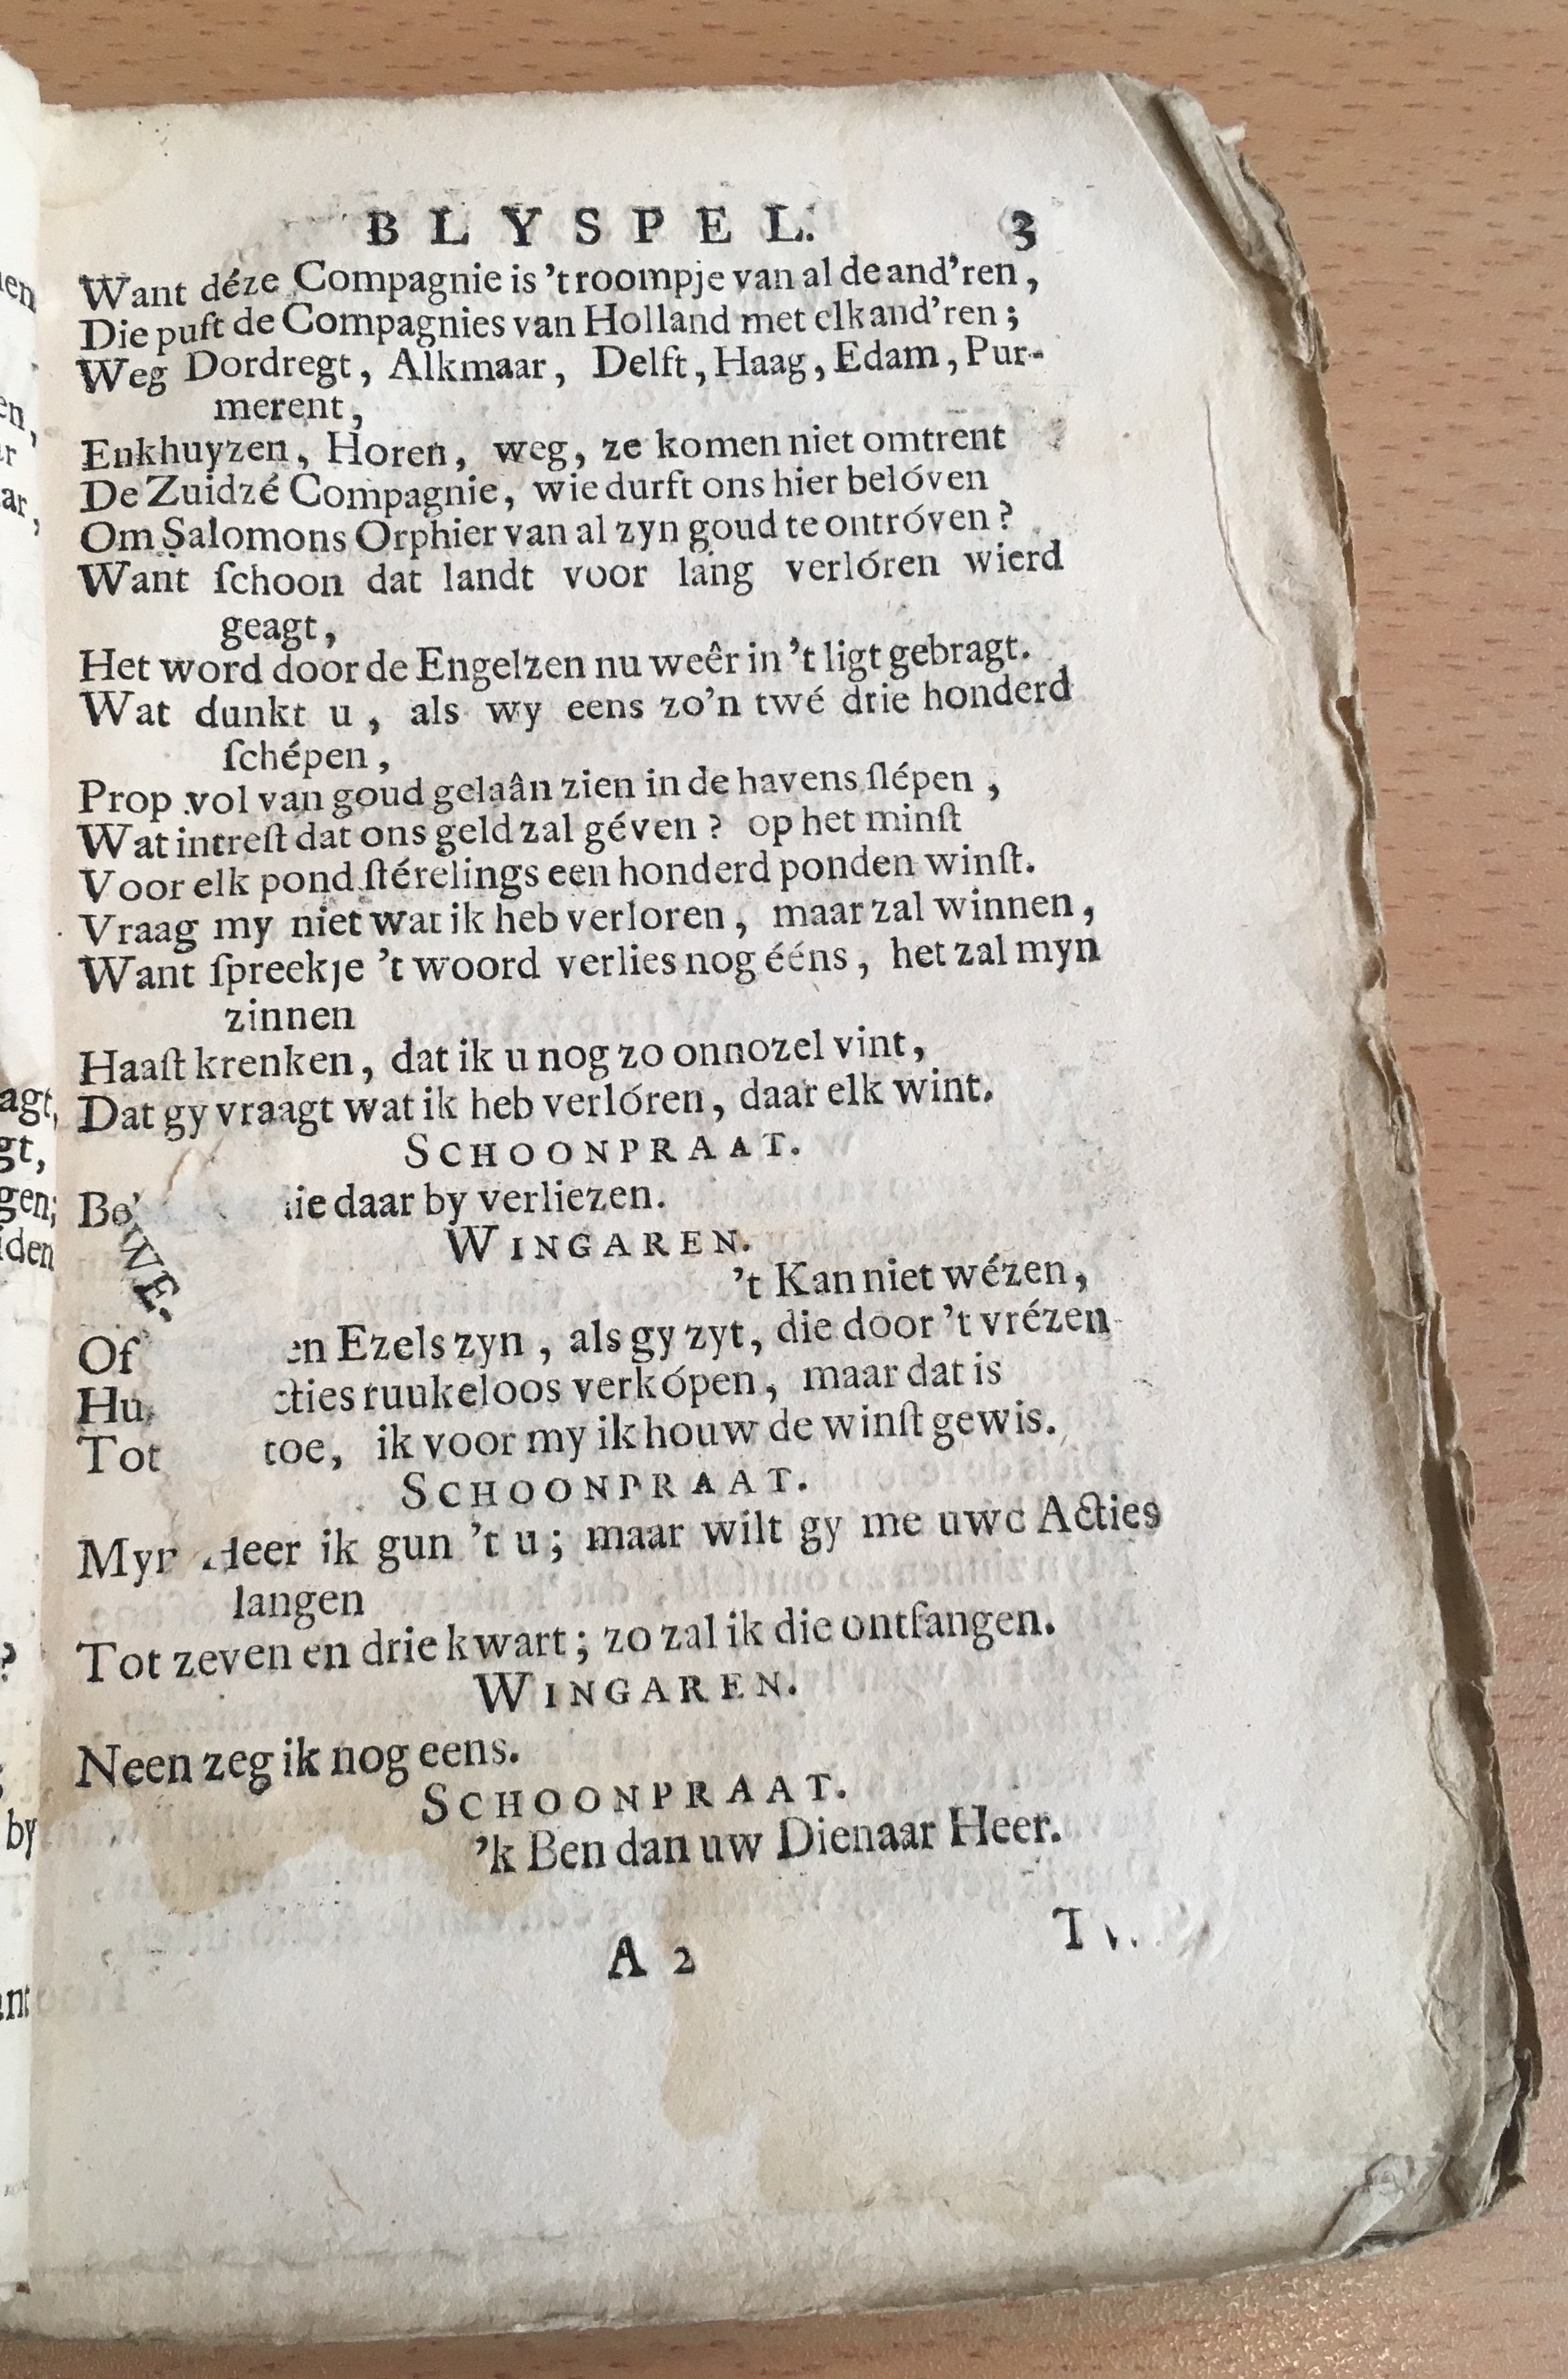 BLYSPEL. 3
Want déze Compagnie is 't roompje van al de and'ren,
Die puſt de Compagnies van Holland met elkand'ren;
Weg Dordregt, Alkmaar, Delft, Haag, Edam, Pur-
merent,
Enkhuyzen, Horen, weg, ze komen niet omtrent
De Zuidzé Compagnie, wie durft ons hier belóven
Om Salomons Orphier van al zyn goud te ontróven?
Want ſchoon dat landt voor lang verlóren wierd
geagt,
Het word door de Engelzen nu weêr in 't ligt gebragt.
Wat dunkt u, als wy eens zo'n twé drie honderd
ſchépen,
Prop vol van goud gelaân zien in de havens ſlépen,
Wat intreſt dat ons geld zal géven? op het minſt
Voor elk pond ſtérelings een honderd ponden winſt.
Vraag my niet wat ik heb verloren, maar zal winnen,
Want ſpreekje 't woord verlies nog ééns, het zal myn
zinnen
Haaſt krenken, dat ik u nog zo onnozel vint,
Dat gy vraagt wat ik heb verlóren, daar elk wint.
SCHOONPRAAT.
daar by verliezen.
WINGAREN.
't Kan niet wézen,
Of Ezels zyn, als gy zyt, die door 't vrézen
ruukeloos verkópen, maar dat is
Tot toe, ik voor my ik houw de winſt gewis.
SCHOONPRAAT.
Heer ik gun 't u; maar wilt gy me uwe Acties
langen
Tot zeven en drie kwart; zo zal ik die ontfangen.
WINGAREN.
Neen zeg ik nog eens.
SCHOONPRAAT.
'k Ben dan uw Dienaar Heer.
A 2